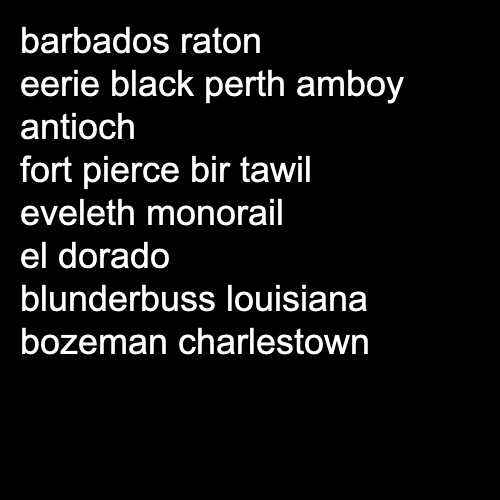 barbados raton
eerie black perth amboy
antioch
fort pierce bir tawil
eveleth monorail
el dorado
blunderbuss louisiana
bozeman charlestown